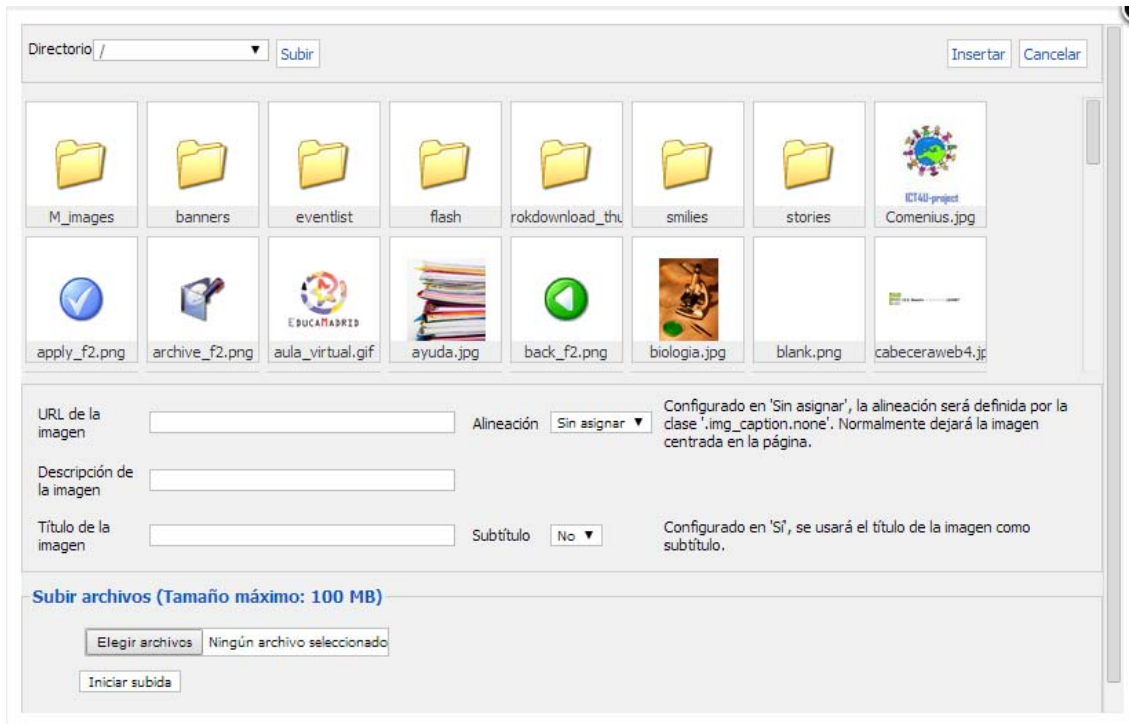 Directorio / Subir Insertar Cancelar
ICT4U-project
M_images banners eventlist flash rokdownload_thu smilies stories Comenius.jpg
EDUCAMADRID
apply_f2.png archive_f2.png aula_virtual.gif ayuda.jpg back_f2.png biologia.jpg blank.png cabeceraweb4.jp
URL de la imagen
Alineación Sin asignar
Configurado en 'Sin asignar', la alineación será definida por la
clase '.img_caption.none'. Normalmente dejará la imagen
centrada en la página.
Descripción de
la imagen
Título de la
imagen
Subtítulo No
Configurado en 'Sí', se usará el título de la imagen como
subtítulo.
Subir archivos (Tamaño máximo: 100 MB)
Elegir archivos Ningún archivo seleccionado
Iniciar subida